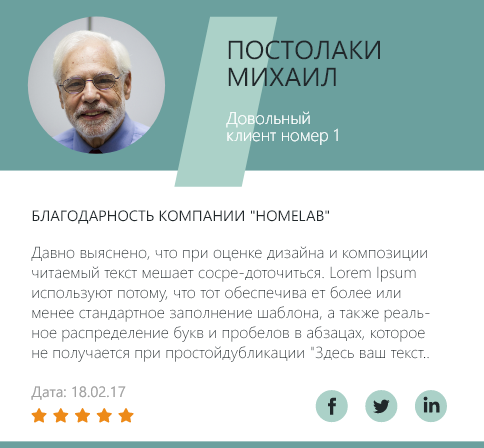 ПОСТОЛАКИ
МИХАИЛ
Довольный
клиент номер 1
БЛАГОДАРНОСТЬ КОМПАНИИ "HOMELAB"
Давно выяснено, что при оценке дизайна и композиции
читаемый текст мешает сосре-доточиться. Lorem Ipsum
используют потому, что тот обеспечива ет более или
менее стандартное заполнение шаблона, а также реаль-
ное распределение букв и пробелов в абзацах, которое
не получается при простойдубликации "Здесь ваш текст..
Дата: 18.02.17
f
in